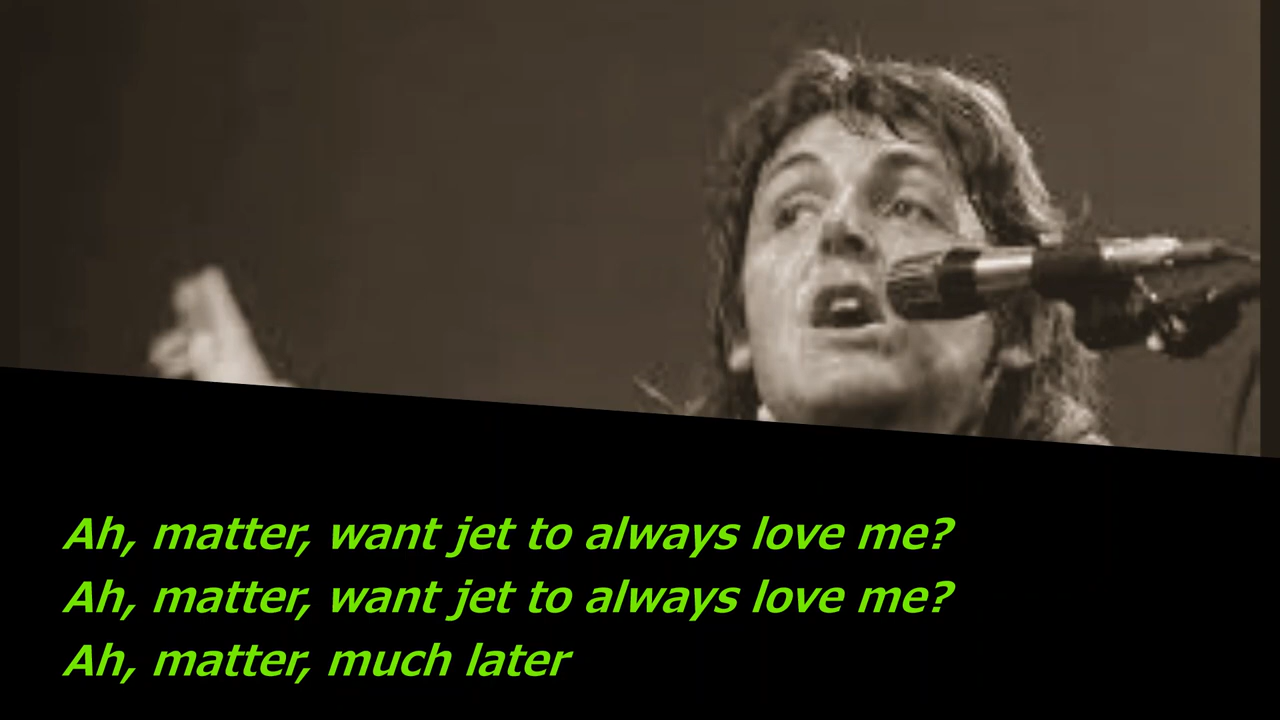 Ah, matter, want jet to always love me?
Ah, matter, want jet to always love me?
Ah, matter, much later